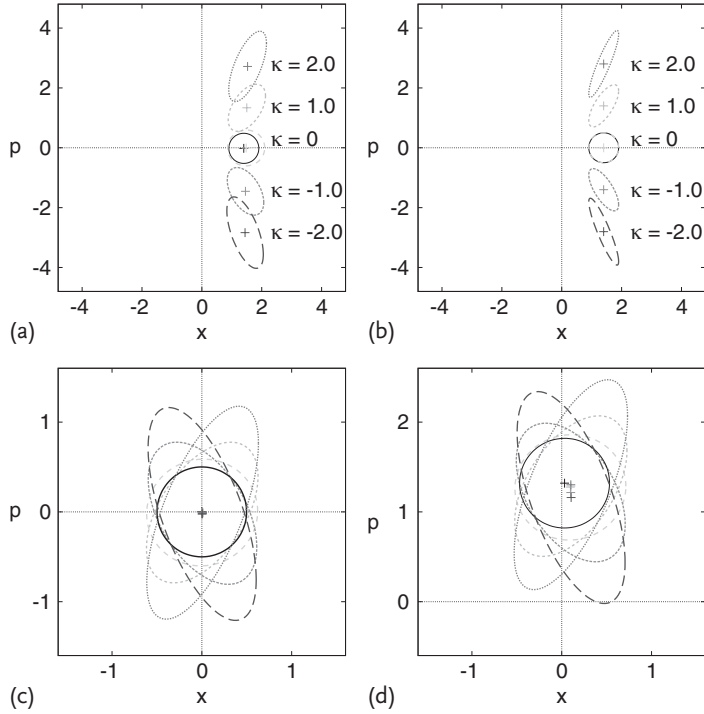 4
2
0
-2
-4
p
κ = 2.0
κ = 1.0
κ = 0
κ = -1.0
κ = -2.0
-4 -2 0 2 4
(a) x
4
2
0
-2
-4
p
κ = 2.0
κ = 1.0
κ = 0
κ = -1.0
κ = -2.0
-4 -2 0 2 4
(b) x
1
p 0
-1
-1 0 1
(c) x
2
p 1
0
-1 0 1
(d) x